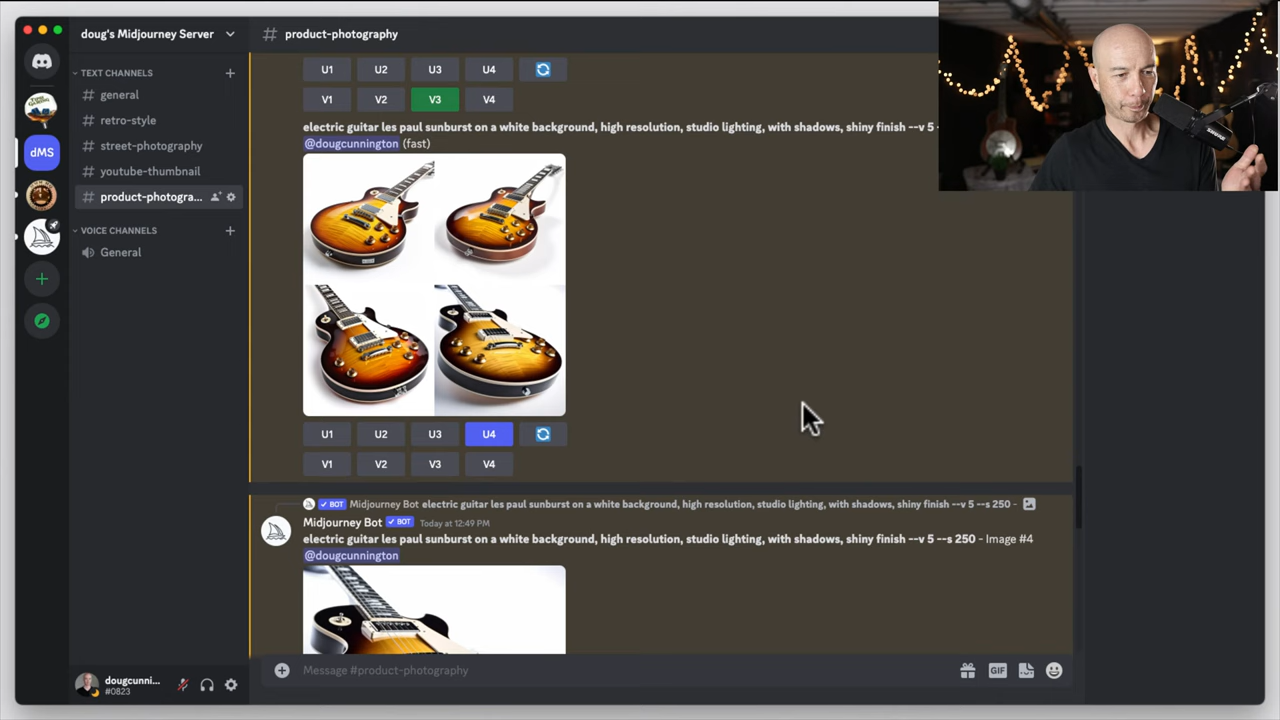 doug's Midjourney Server
# product-photography
TEXT CHANNELS
# general
# retro-style
# street-photography
# youtube-thumbnail
# product-photogra...
VOICE CHANNELS
General
dMS
U1 U2 U3 U4
V1 V2 V3 V4
electric guitar les paul sunburst on a white background, high resolution, studio lighting, with shadows, shiny finish --v 5
@dougcunnington (fast)
U1 U2 U3 U4
V1 V2 V3 V4
BOT Midjourney Bot electric guitar les paul sunburst on a white background, high resolution, studio lighting, with shadows, shiny finish --v 5 --s 250 -
Midjourney Bot BOT Today at 12:49 PM
electric guitar les paul sunburst on a white background, high resolution, studio lighting, with shadows, shiny finish --v 5 --s 250 - Image #4
@dougcunnington
Message #product-photography
GIF
dougcunni...
#0823